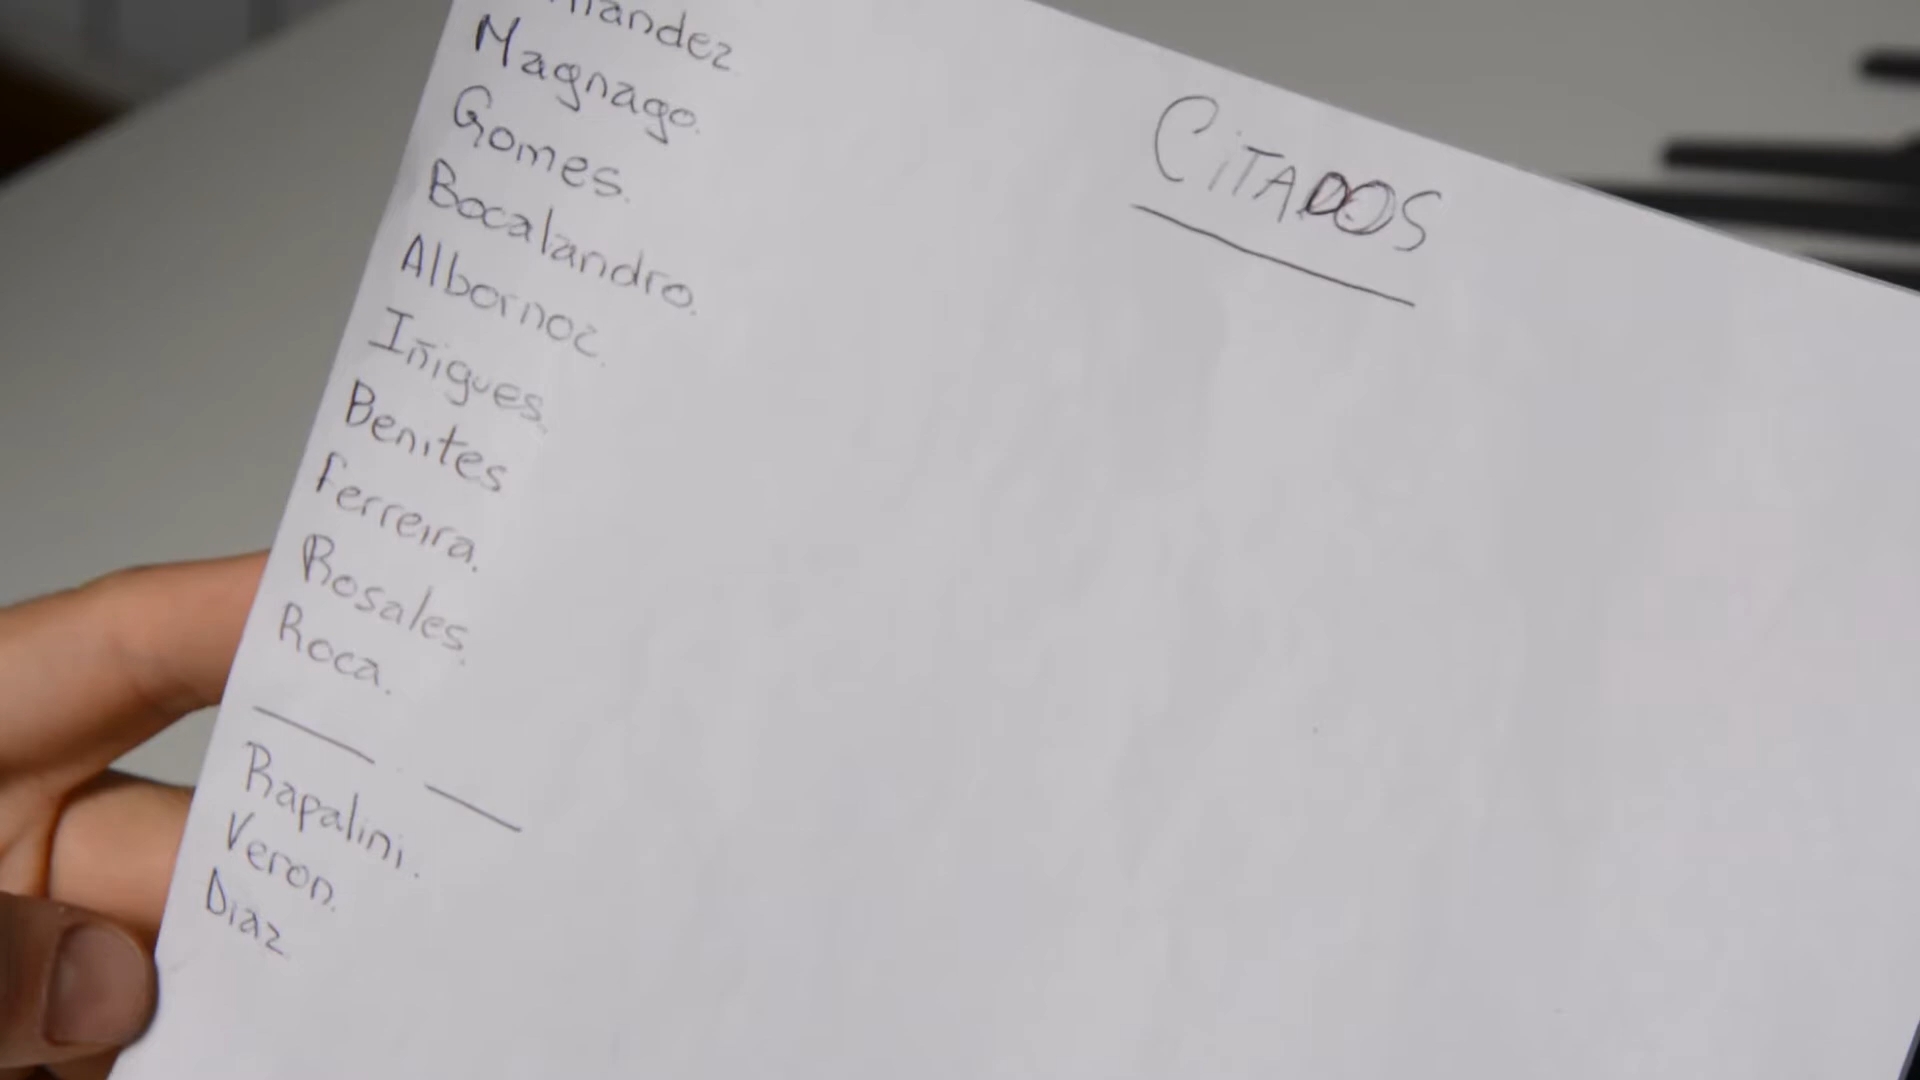 Magnago.
Gomes.
Bocalandro.
Albornoz.
Iñigues.
Benites
Ferreira.
Rosales.
Roca.
Rapalini.
Veron.
Diaz
CiTADOS